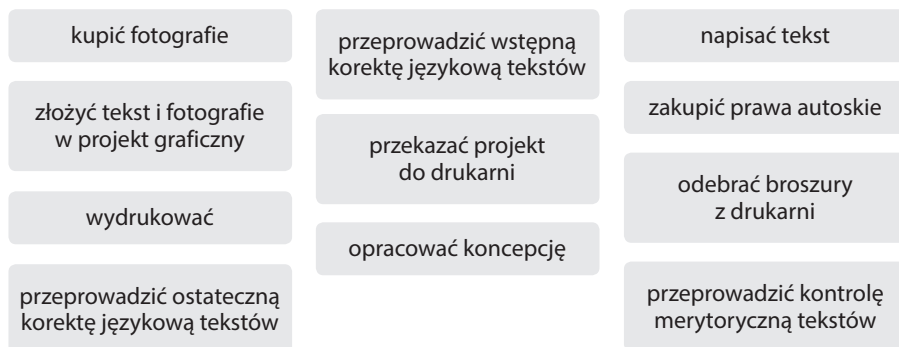 kupić fotografie
złożyć tekst i fotografie
w projekt graficzny
wydrukować
przeprowadzić ostateczną
korektę językową tekstów
przeprowadzić wstępną
korektę językową tekstów
przekazać projekt
do drukarni
opracować koncepcję
napisać tekst
zakupić prawa autoskie
odebrać broszury
z drukarni
przeprowadzić kontrolę
merytoryczną tekstów